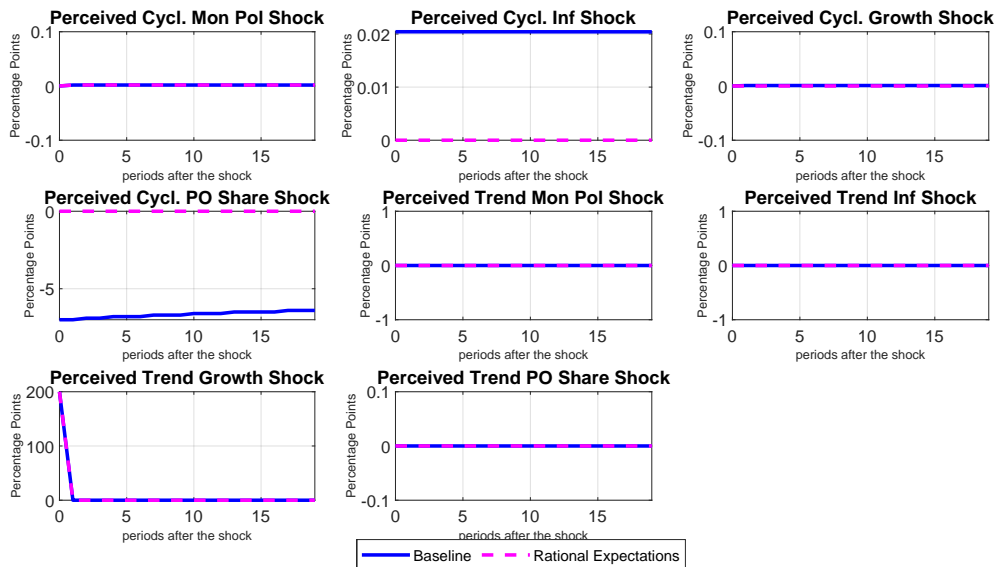 Perceived Cycl. Mon Pol Shock
Perceived Cycl. Inf Shock
Perceived Cycl. Growth Shock
Percentage Points
0.1
0
-0.1
0 5 10 15
periods after the shock
Percentage Points
0.02
0.01
0
0 5 10 15
periods after the shock
Percentage Points
0.1
0
-0.1
0 5 10 15
periods after the shock
Perceived Cycl. PO Share Shock
Perceived Trend Mon Pol Shock
Perceived Trend Inf Shock
Percentage Points
0
-5
0 5 10 15
periods after the shock
Percentage Points
1
0
-1
0 5 10 15
periods after the shock
Percentage Points
1
0
-1
0 5 10 15
periods after the shock
Perceived Trend Growth Shock
Perceived Trend PO Share Shock
Percentage Points
200
100
0
0 5 10 15
periods after the shock
Percentage Points
0.1
0
-0.1
0 5 10 15
periods after the shock
Baseline Rational Expectations